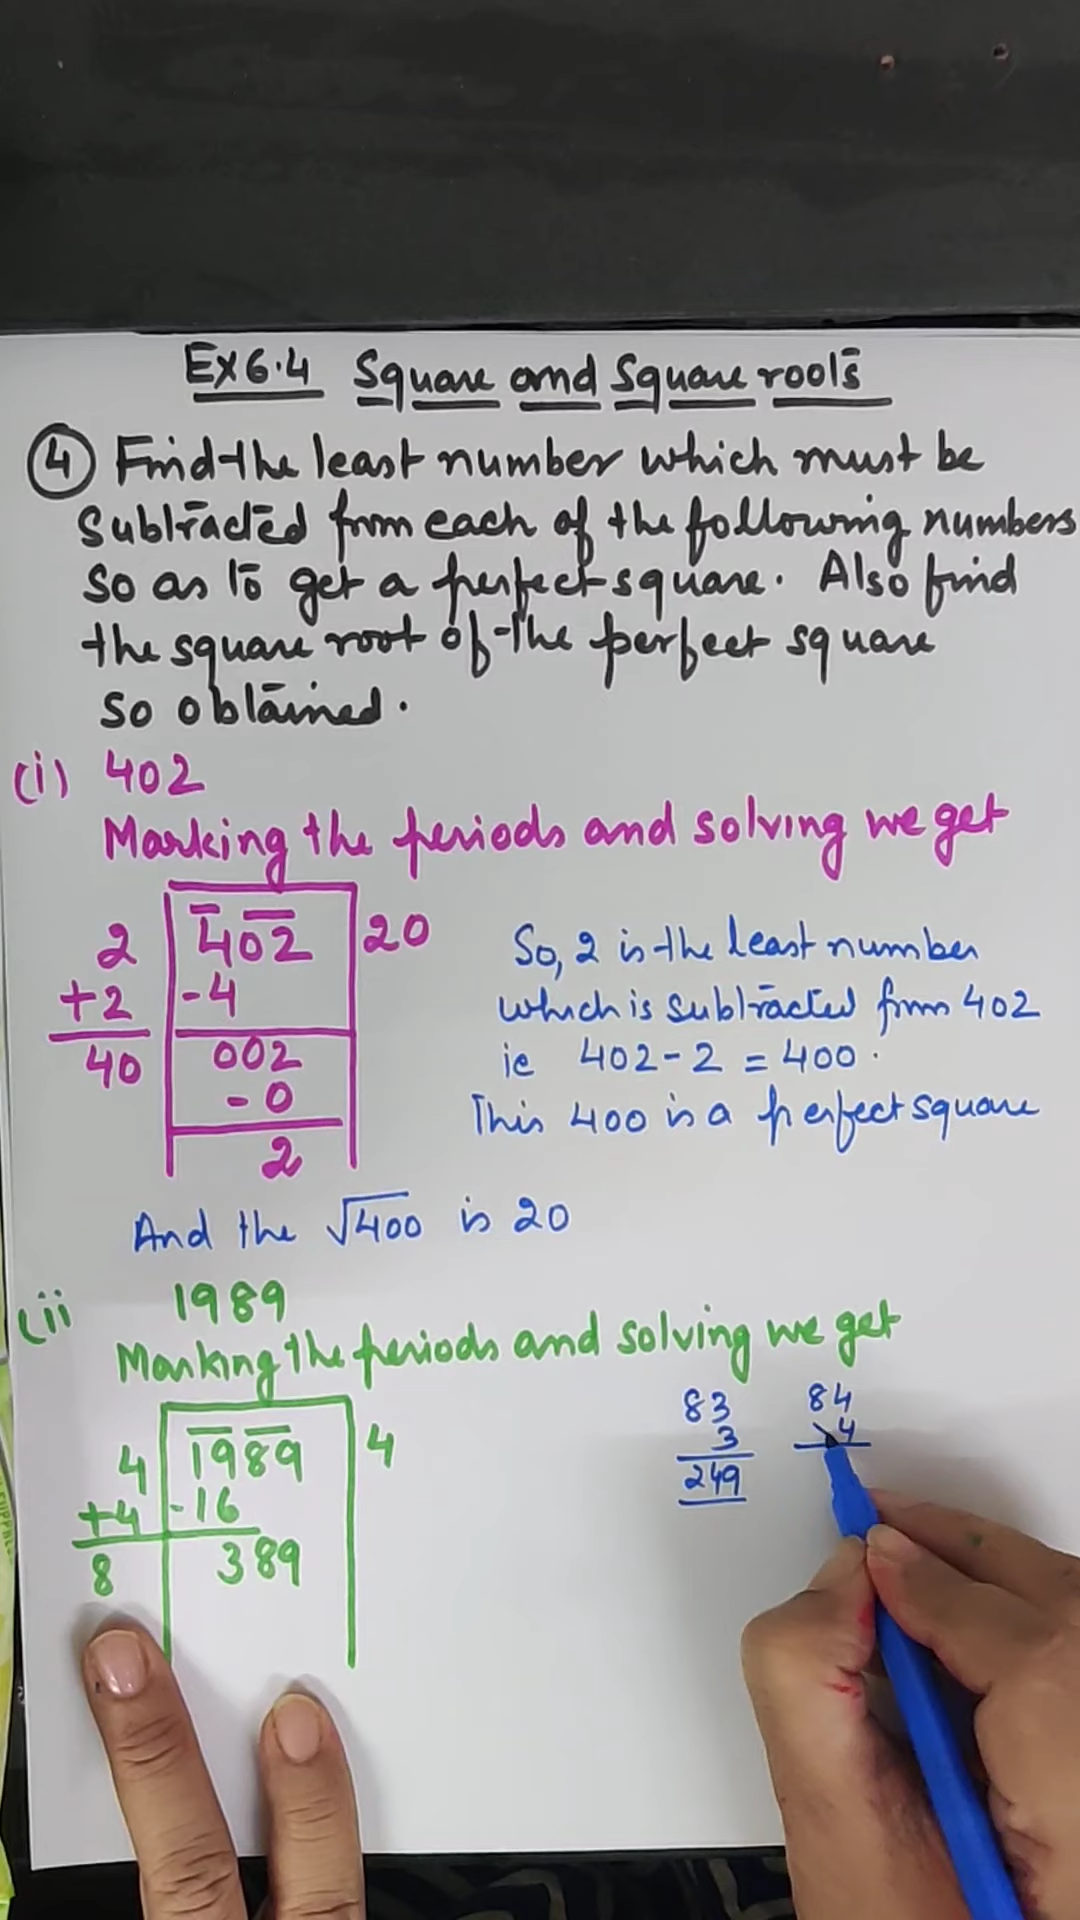 Ex 6.4 Square and Square roots
4 Find the least number which must be
Subtracted from each of the following numbers
so as to get a perfect square. Also find
the square root of the perfect square
so obtained.
(i) 402
Marking the periods and solving we get
2 402 20
+2 -4
40 002
-0
2
So, 2 is the least number
which is subtracted from 402
ie 402 - 2 = 400.
This 400 is a perfect square
And the √400 is 20
(ii 1989
Marking the periods and solving we get
4 1989 4
+4 -16
8 389
83
3
249
84
4